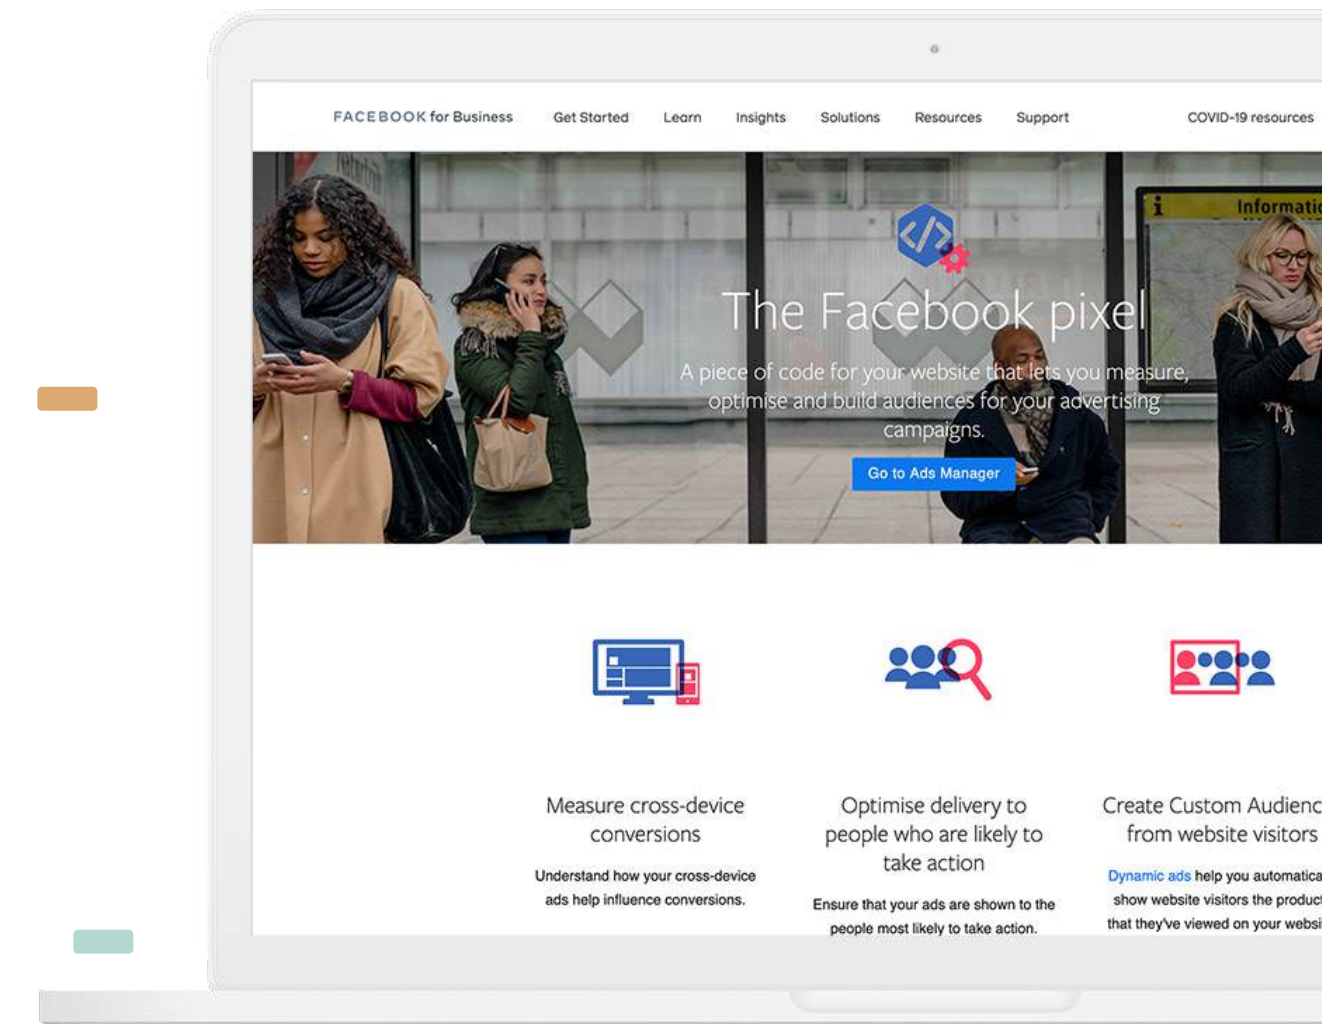 FACEBOOK for Business
Get Started
Learn
Insights
Solutions
Resources
Support
COVID-19 resources
i
Informatic
The Facebook pixel
A piece of code for your website that lets you measure,
optimise and build audiences for your advertising
campaigns.
Go to Ads Manager
Measure cross-device
conversions
Understand how your cross-device
ads help influence conversions.
Optimise delivery to
people who are likely to
take action
Ensure that your ads are shown to the
people most likely to take action.
Create Custom Audienc
from website visitors
Dynamic ads help you automatica
show website visitors the product
that they've viewed on your websi